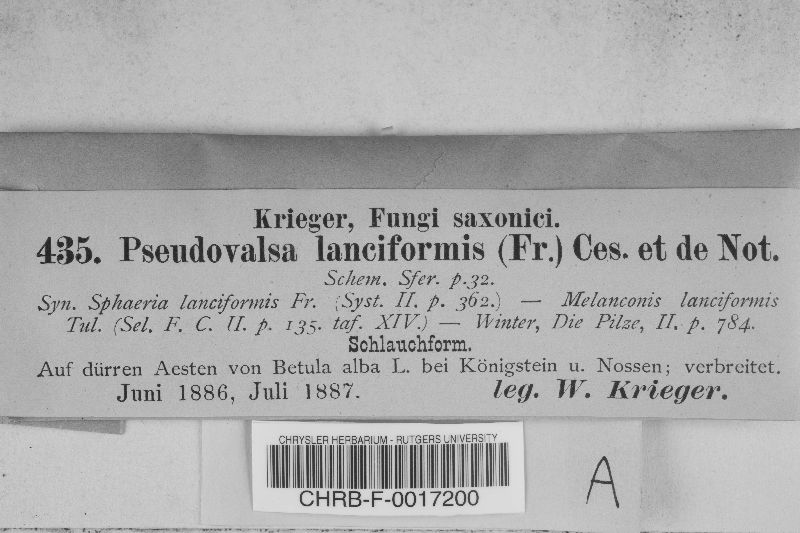 Krieger, Fungi saxonici.
435. Pseudovalsa lanciformis (Fr.) Ces. et de Not.
Schem. Sfer. p.32.
Syn. Sphaeria lanciformis Fr. (Syst. II. p. 362.) — Melanconis lanciformis
Tul. (Sel. F. C. II. p. 135. taf. XIV.) — Winter, Die Pilze, II. p. 784.
Schlauchform.
Auf dürren Aesten von Betula alba L. bei Königstein u. Nossen; verbreitet.
Juni 1886, Juli 1887. leg. W. Krieger.
CHRYSLER HERBARIUM - RUTGERS UNIVERSITY
CHRB-F-0017200
A